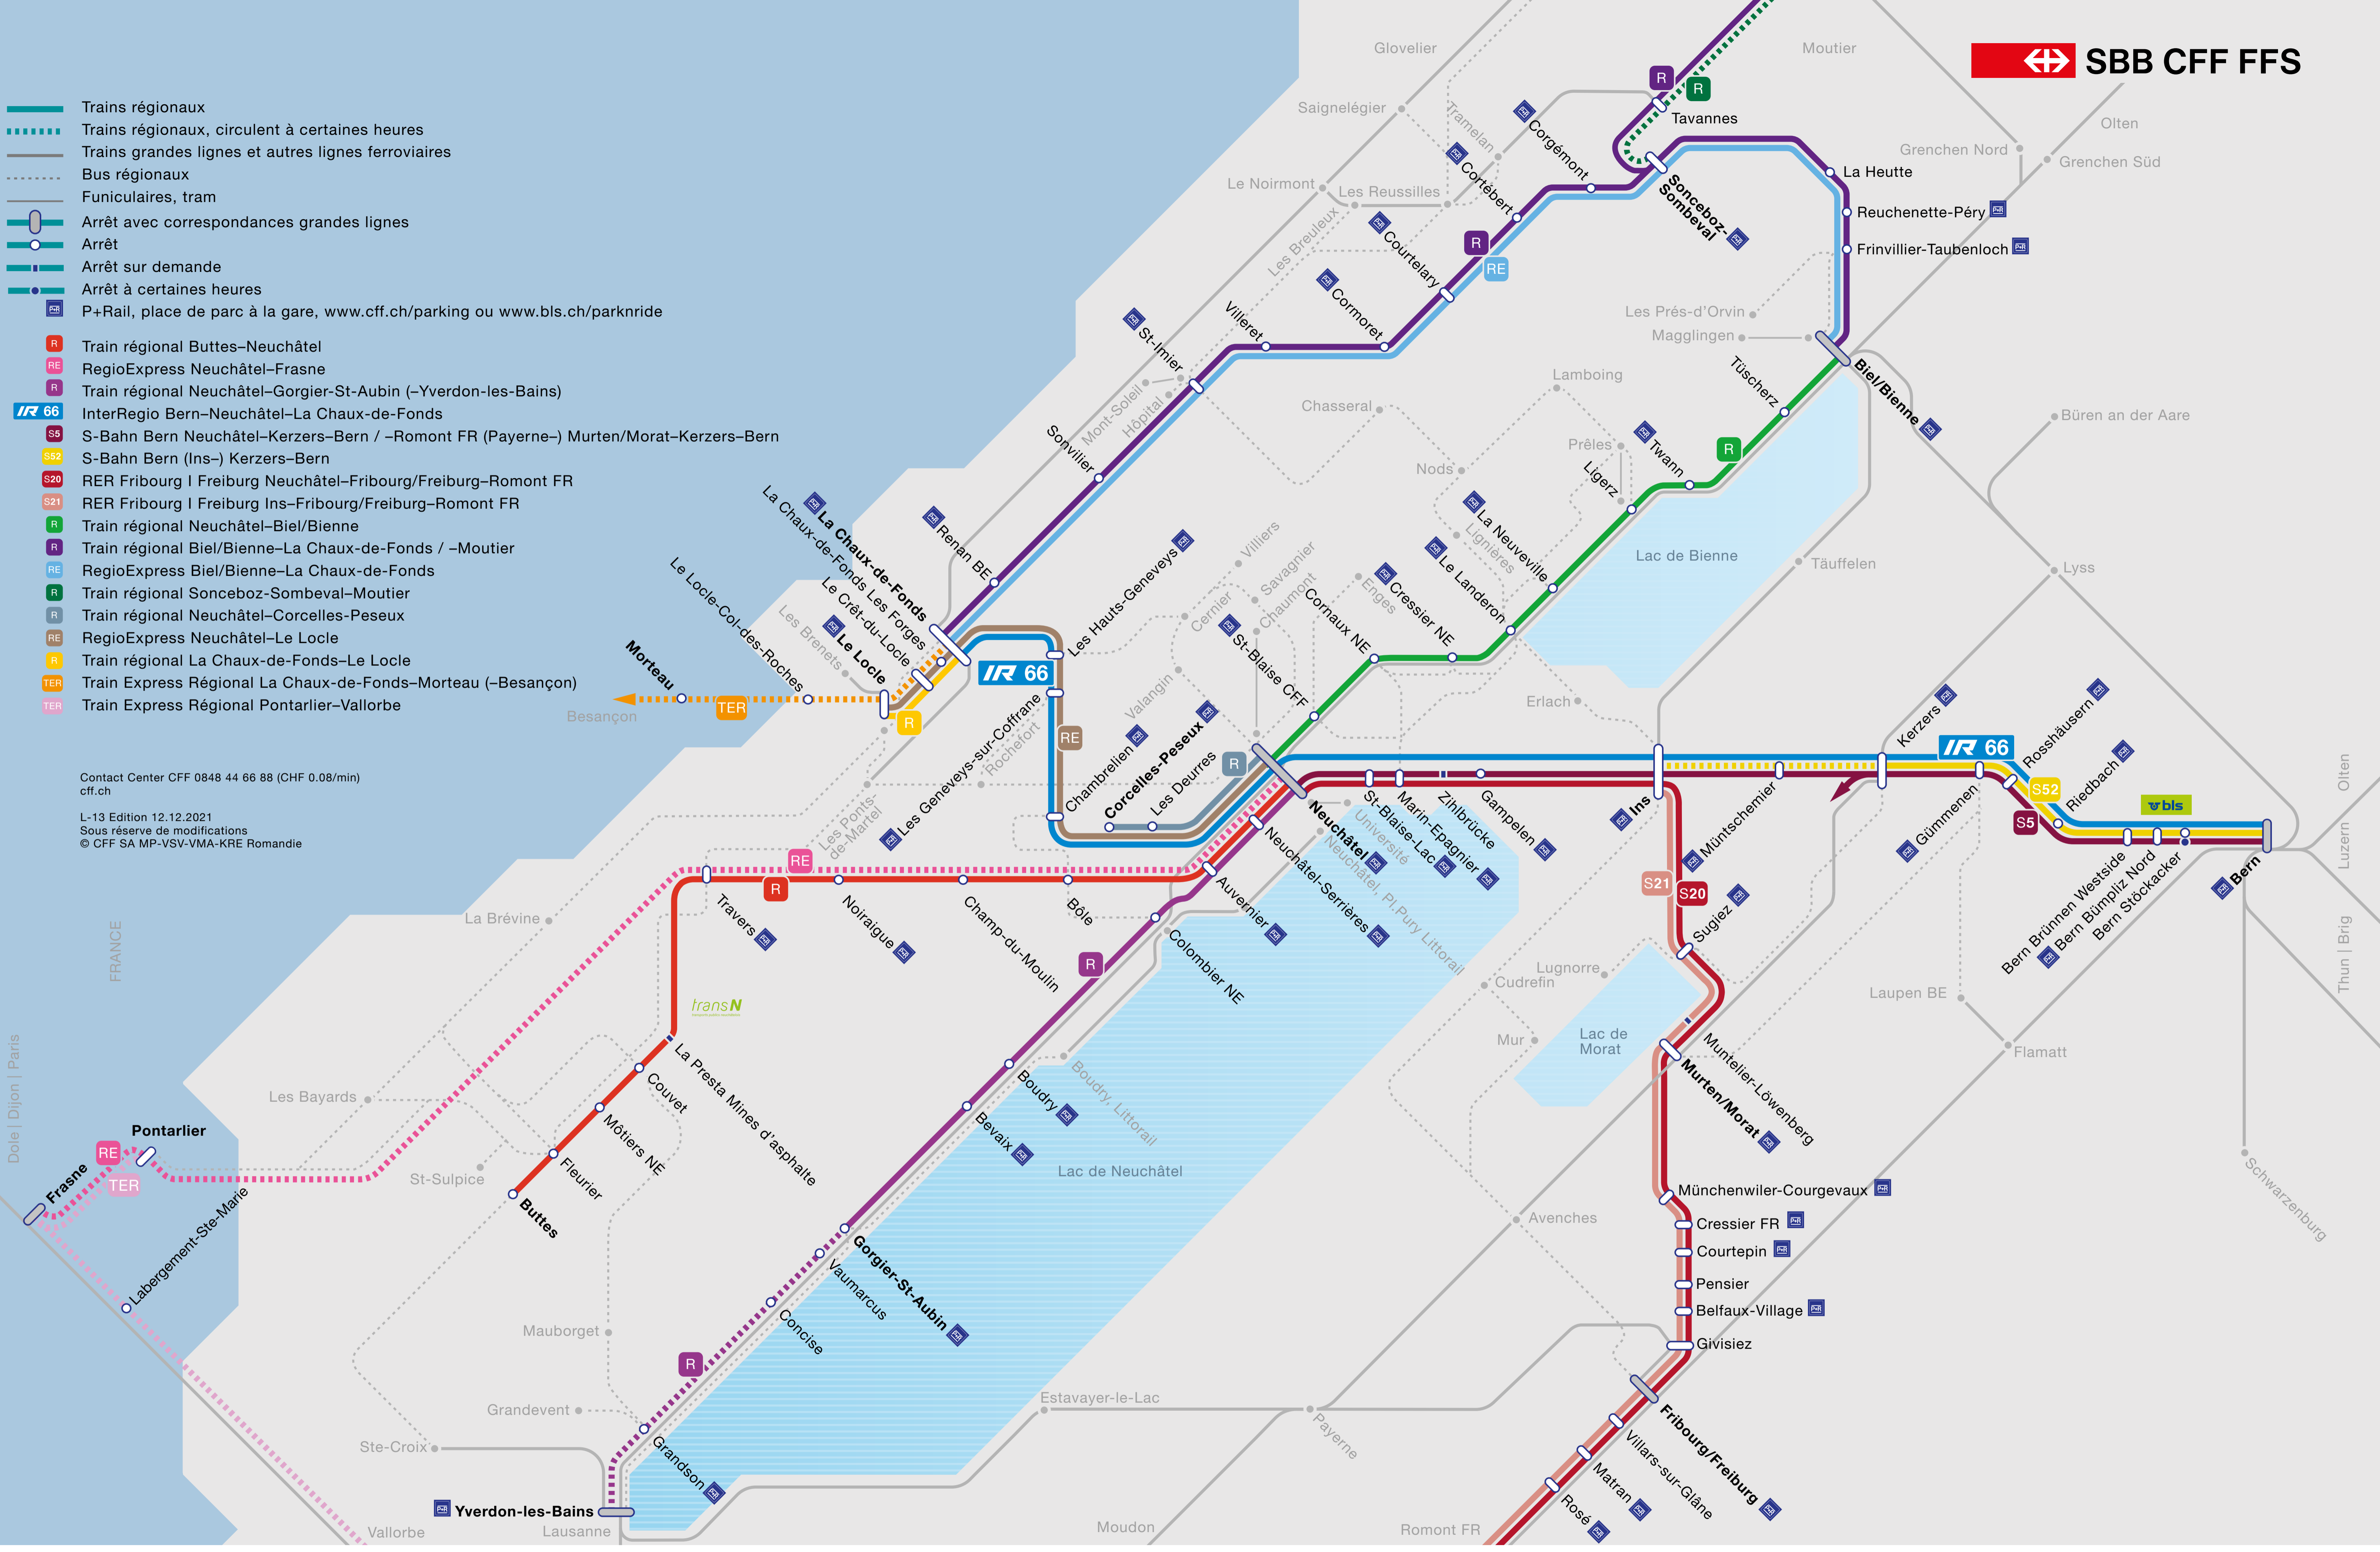 SBB CFF FFS
Trains régionaux
Trains régionaux, circulent à certaines heures
Trains grandes lignes et autres lignes ferroviaires
Bus régionaux
Funiculaires, tram
Arrêt avec correspondances grandes lignes
Arrêt
Arrêt sur demande
Arrêt à certaines heures
P+Rail, place de parc à la gare, www.cff.ch/parking ou www.bls.ch/parknride
R Train régional Buttes–Neuchâtel
RE RegioExpress Neuchâtel–Frasne
R Train régional Neuchâtel–Gorgier-St-Aubin (–Yverdon-les-Bains)
IR 66 InterRegio Bern–Neuchâtel–La Chaux-de-Fonds
S5 S-Bahn Bern Neuchâtel–Kerzers–Bern / –Romont FR (Payerne–) Murten/Morat–Kerzers–Bern
S52 S-Bahn Bern (Ins–) Kerzers–Bern
S20 RER Fribourg I Freiburg Neuchâtel–Fribourg/Freiburg–Romont FR
S21 RER Fribourg I Freiburg Ins–Fribourg/Freiburg–Romont FR
R Train régional Neuchâtel–Biel/Bienne
R Train régional Biel/Bienne–La Chaux-de-Fonds / –Moutier
RE RegioExpress Biel/Bienne–La Chaux-de-Fonds
R Train régional Sonceboz-Sombeval–Moutier
R Train régional Neuchâtel–Corcelles-Peseux
RE RegioExpress Neuchâtel–Le Locle
R Train régional La Chaux-de-Fonds–Le Locle
TER Train Express Régional La Chaux-de-Fonds–Morteau (–Besançon)
TER Train Express Régional Pontarlier–Vallorbe
Contact Center CFF 0848 44 66 88 (CHF 0.08/min)
cff.ch
L-13 Edition 12.12.2021
Sous réserve de modifications
© CFF SA MP-VSV-VMA-KRE Romandie
Glovelier
Moutier
R
R
Tavannes
Saignelégier
Tramelan
Corgémont
Olten
Grenchen Nord
Grenchen Süd
Le Noirmont
Les Reussilles
Cortébert
Sonceboz-
Sombeval
La Heutte
Reuchenette-Péry
Frinvillier-Taubenloch
Les Breuleux
Courtelary
R
RE
Cormoret
Les Prés-d'Orvin
Magglingen
Villeret
St-Imier
Mont-Soleil
Hôpital
Tüscherz
Biel/Bienne
Büren an der Aare
Lamboing
Chasseral
Prêles
Nods
Ligerz
Twann
R
Sonvilier
La Neuveville
Lignières
Le Landeron
Lac de Bienne
Täuffelen
Lyss
Renan BE
La Chaux-de-Fonds
La Chaux-de-Fonds Les Forges
Le Crêt-du-Locle
Le Locle
Les Brenets
Le Locle-Col-des-Roches
Morteau
Besançon
TER
R
IR 66
Les Hauts-Geneveys
Villiers
Savagnier
Chaumont
Cernier
Enges
Cressier NE
Cornaux NE
St-Blaise CFF
Valangin
Erlach
Les Geneveys-sur-Coffrane
Rochefort
RE
Chambrelien
Corcelles-Peseux
Les Deurres
R
Les Ponts-
de-Martel
Neuchâtel
Université
Neuchâtel, Pl.Pury Littorail
St-Blaise-Lac
Marin-Epagnier
Zihlbrücke
Gampelen
Ins
Müntschemier
Kerzers
IR 66
Gümmenen
Rosshäusern
S52
S5
Riedbach
bls
Bern Brünnen Westside
Bern Bümpliz Nord
Bern Stöckacker
Bern
Olten
Luzern
Thun | Brig
Schwarzenburg
RE
R
Travers
Noiraigue
Champ-du-Moulin
Bôle
Auvernier
Neuchâtel-Serrières
Colombier NE
R
La Brévine
FRANCE
transN
La Presta Mines d'asphalte
Couvet
Môtiers NE
Fleurier
Buttes
Les Bayards
St-Sulpice
Dole | Dijon | Paris
Pontarlier
RE
TER
Frasne
Labergement-Ste-Marie
Boudry
Boudry, Littorail
Bevaix
Lac de Neuchâtel
Gorgier-St-Aubin
Vaumarcus
Concise
R
Mauborget
Grandevent
Grandson
Ste-Croix
Yverdon-les-Bains
Lausanne
Vallorbe
S21
S20
Sugiez
Lugnorre
Cudrefin
Mur
Lac de
Morat
Muntelier-Löwenberg
Murten/Morat
Laupen BE
Flamatt
Münchenwiler-Courgevaux
Cressier FR
Courtepin
Pensier
Belfaux-Village
Givisiez
Avenches
Fribourg/Freiburg
Villars-sur-Glâne
Matran
Rosé
Estavayer-le-Lac
Payerne
Moudon
Romont FR